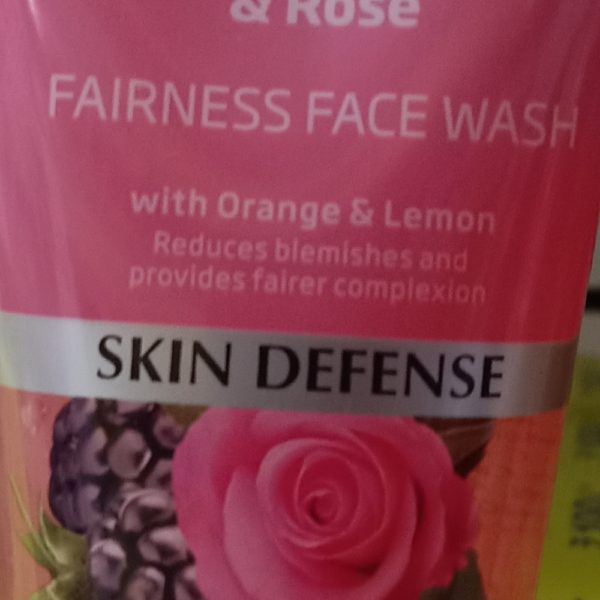 & Rose
FAIRNESS FACE WASH
with Orange & Lemon
Reduces blemishes and
provides fairer complexion
SKIN DEFENSE